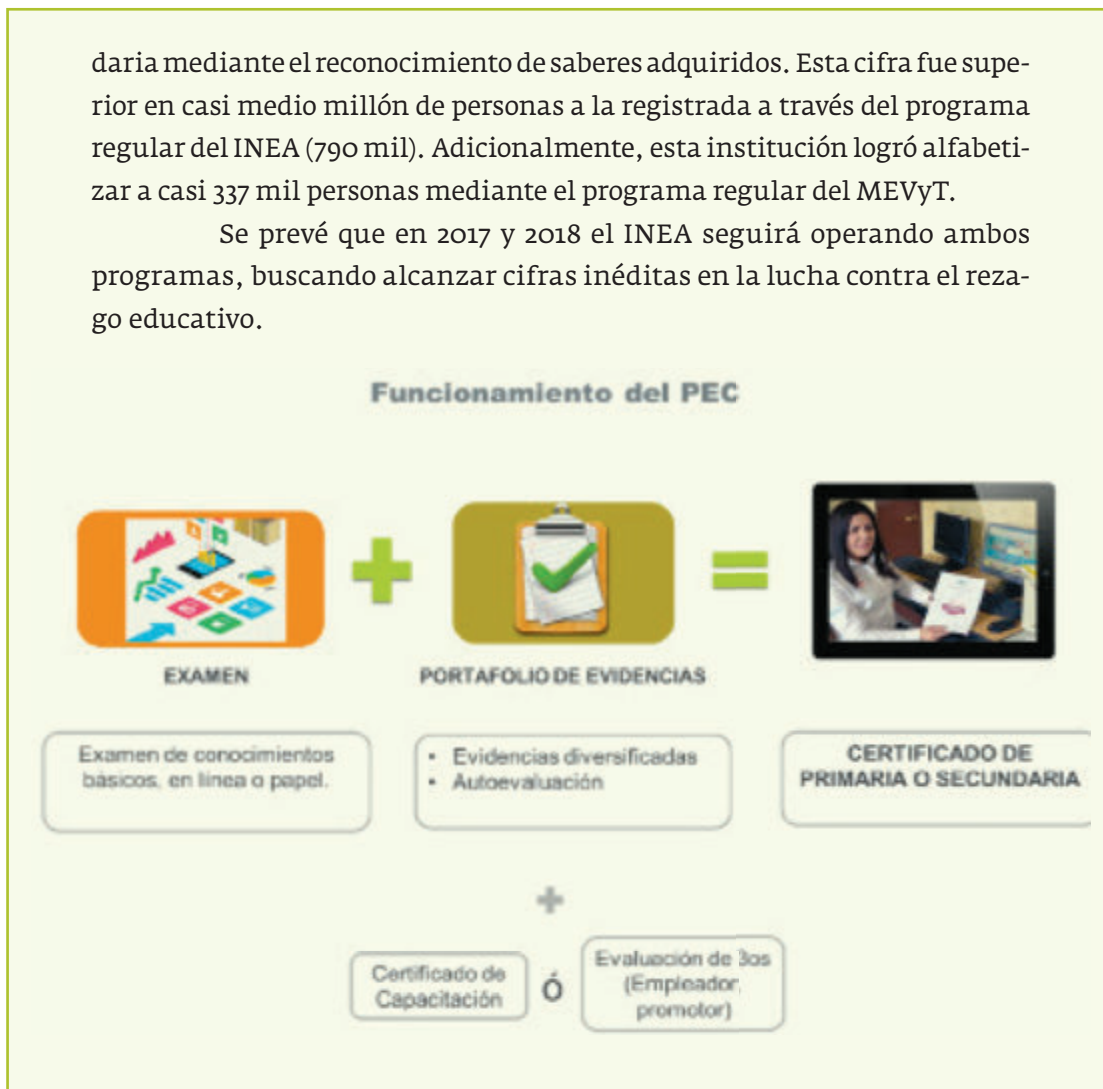 daria mediante el reconocimiento de saberes adquiridos. Esta cifra fue supe-
rior en casi medio millón de personas a la registrada a través del programa
regular del INEA (790 mil). Adicionalmente, esta institución logró alfabeti-
zar a casi 337 mil personas mediante el programa regular del MEVyT.
Se prevé que en 2017 y 2018 el INEA seguirá operando ambos
programas, buscando alcanzar cifras inéditas en la lucha contra el reza-
go educativo.
Funcionamiento del PEC
EXAMEN
Examen de conocimientos
básicos, en línea o papel.
PORTAFOLIO DE EVIDENCIAS
• Evidencias diversificadas
• Autoevaluación
CERTIFICADO DE
PRIMARIA O SECUNDARIA
+
Certificado de
Capacitación
Ó
Evaluación de 3os
(Empleador,
promotor)